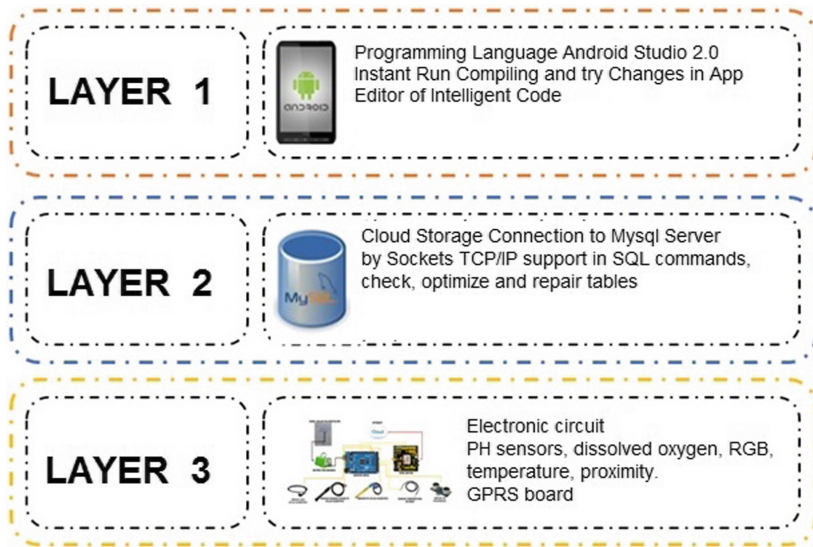 LAYER 1
ANDROID
Programming Language Android Studio 2.0
Instant Run Compiling and try Changes in App
Editor of Intelligent Code
LAYER 2
MySQL
Cloud Storage Connection to Mysql Server
by Sockets TCP/IP support in SQL commands,
check, optimize and repair tables
LAYER 3
Electronic circuit
PH sensors, dissolved oxygen, RGB,
temperature, proximity.
GPRS board